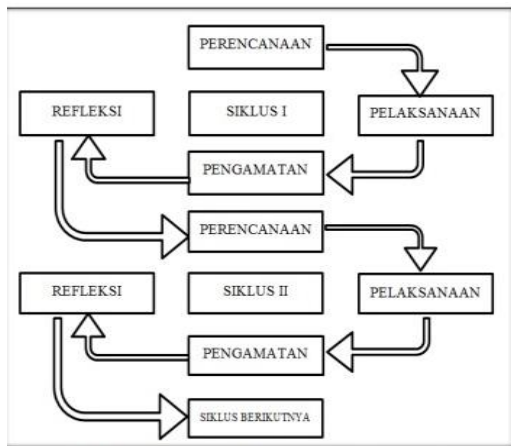 PERENCANAAN
REFLEKSI
SIKLUS I
PELAKSANAAN
PENGAMATAN
PERENCANAAN
REFLEKSI
SIKLUS II
PELAKSANAAN
PENGAMATAN
SIKLUS BERIKUTNYA